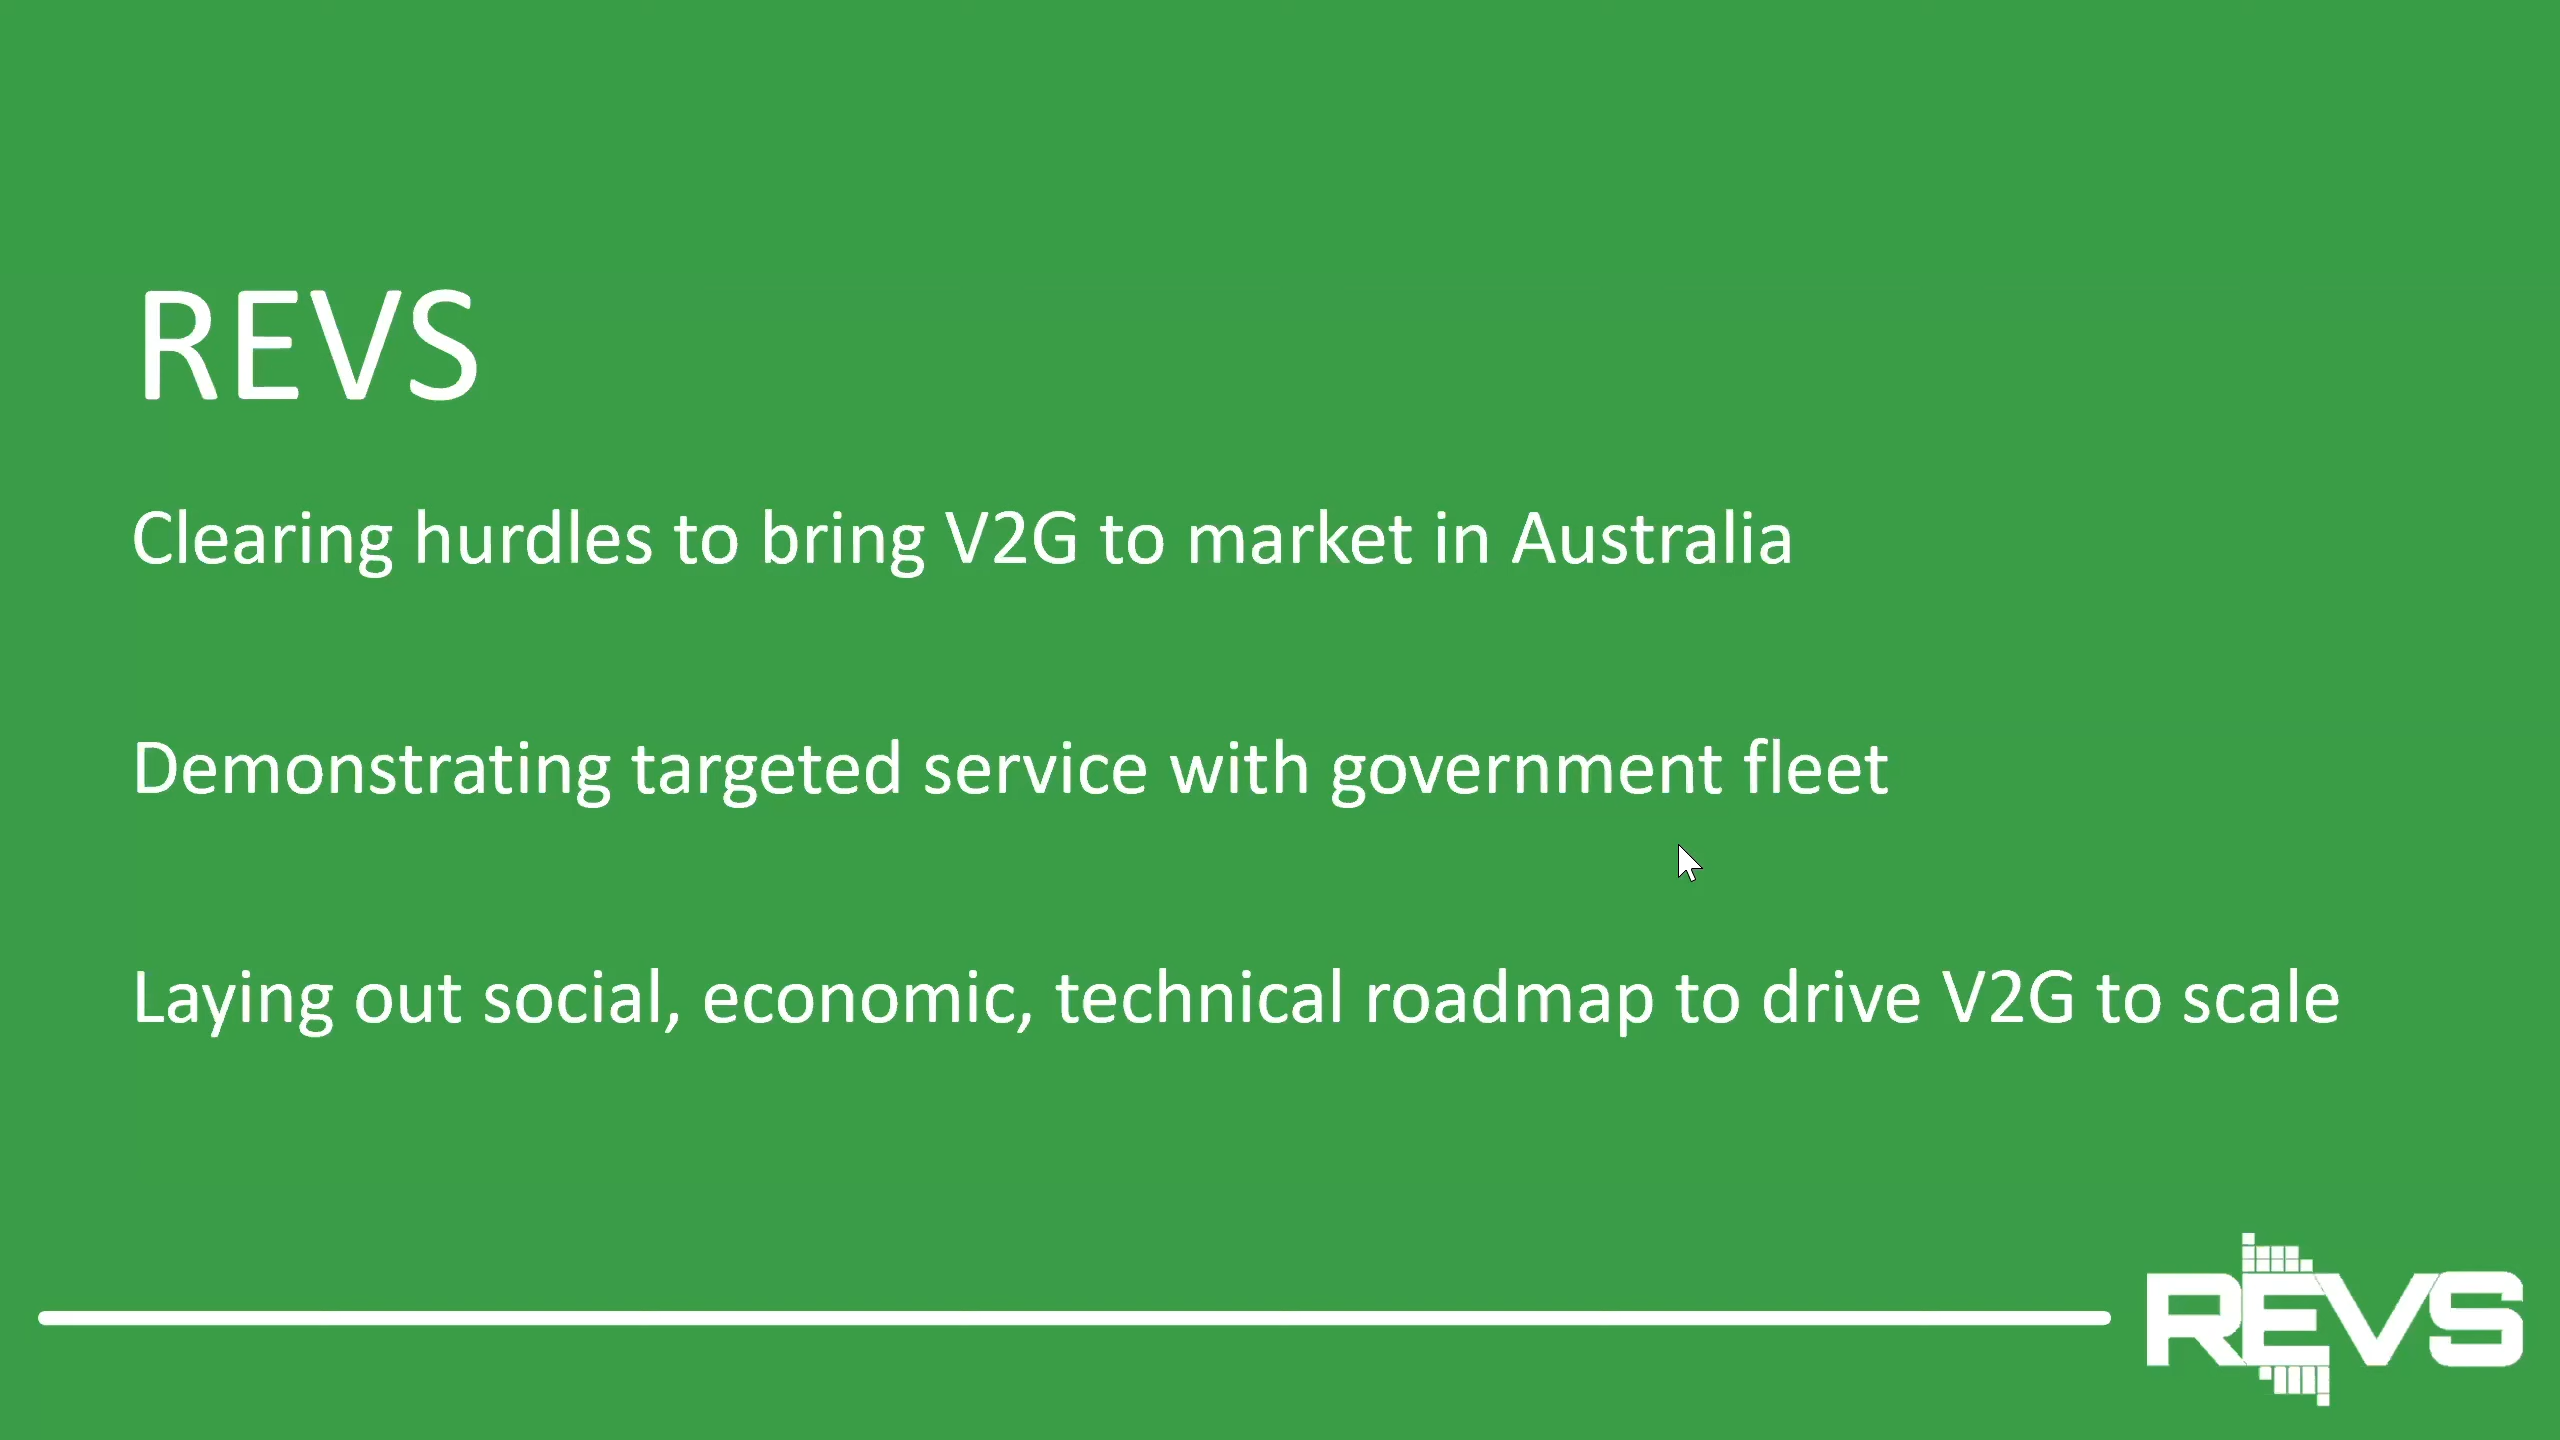 REVS
Clearing hurdles to bring V2G to market in Australia
Demonstrating targeted service with government fleet
Laying out social, economic, technical roadmap to drive V2G to scale
REVS